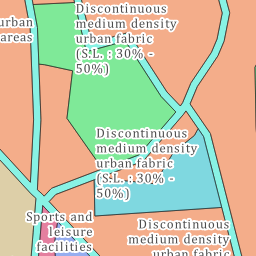 Discontinuous
medium density
urban fabric
(S.L. : 30% -
50%)
urban
areas
Discontinuous
medium density
urban fabric
(S.L. : 30% -
50%)
Sports and
leisure
facilities
Discontinuous
medium density
urban fabric